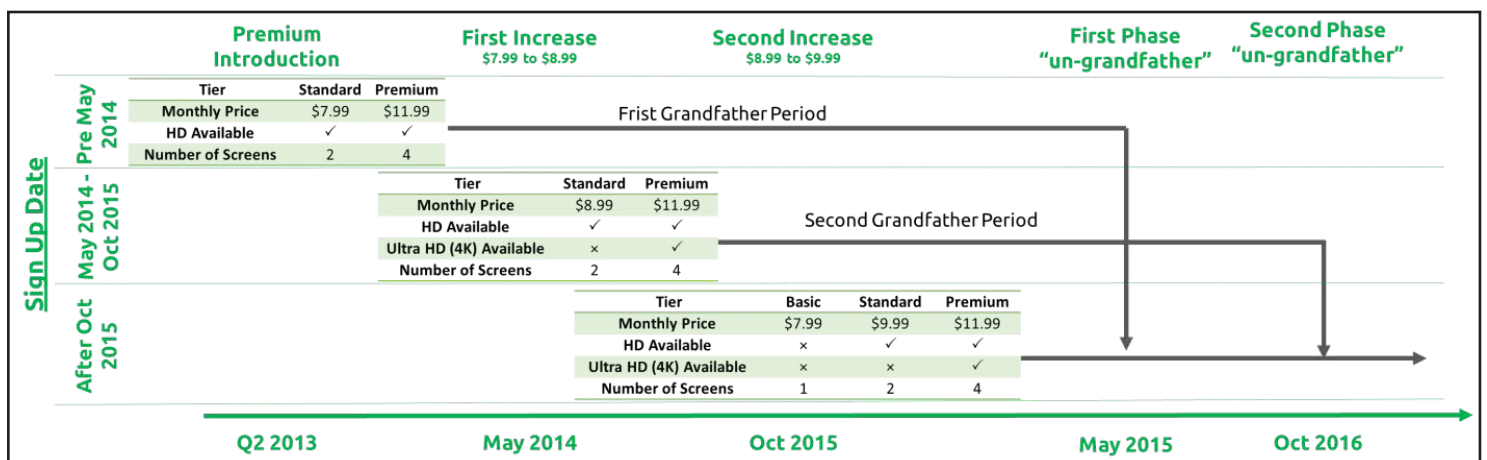 Premium Introduction
First Increase
$7.99 to $8.99
Second Increase
$8.99 to $9.99
First Phase
“un-grandfather”
Second Phase
“un-grandfather”
Sign Up Date
Pre May 2014
Tier Standard Premium
Monthly Price $7.99 $11.99
HD Available ✓ ✓
Number of Screens 2 4
Frist Grandfather Period
May 2014 - Oct 2015
Tier Standard Premium
Monthly Price $8.99 $11.99
HD Available ✓ ✓
Ultra HD (4K) Available × ✓
Number of Screens 2 4
Second Grandfather Period
After Oct 2015
Tier Basic Standard Premium
Monthly Price $7.99 $9.99 $11.99
HD Available × ✓ ✓
Ultra HD (4K) Available × × ✓
Number of Screens 1 2 4
Q2 2013 May 2014 Oct 2015 May 2015 Oct 2016